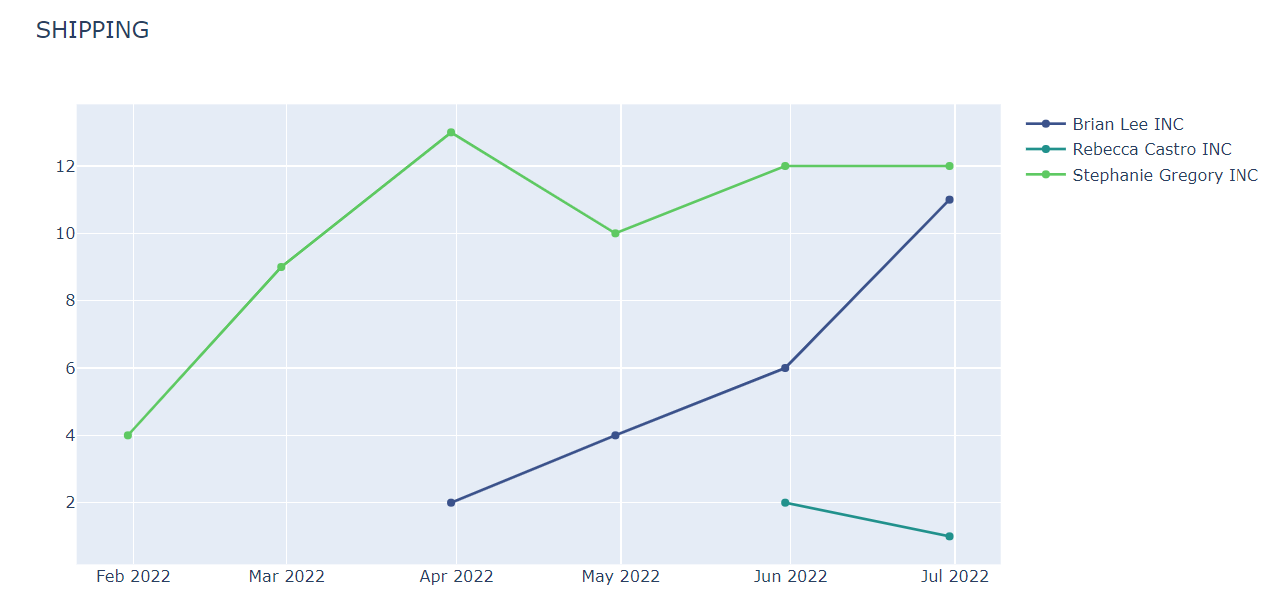 SHIPPING
Brian Lee INC
Rebecca Castro INC
Stephanie Gregory INC
12
10
8
6
4
2
Feb 2022
Mar 2022
Apr 2022
May 2022
Jun 2022
Jul 2022